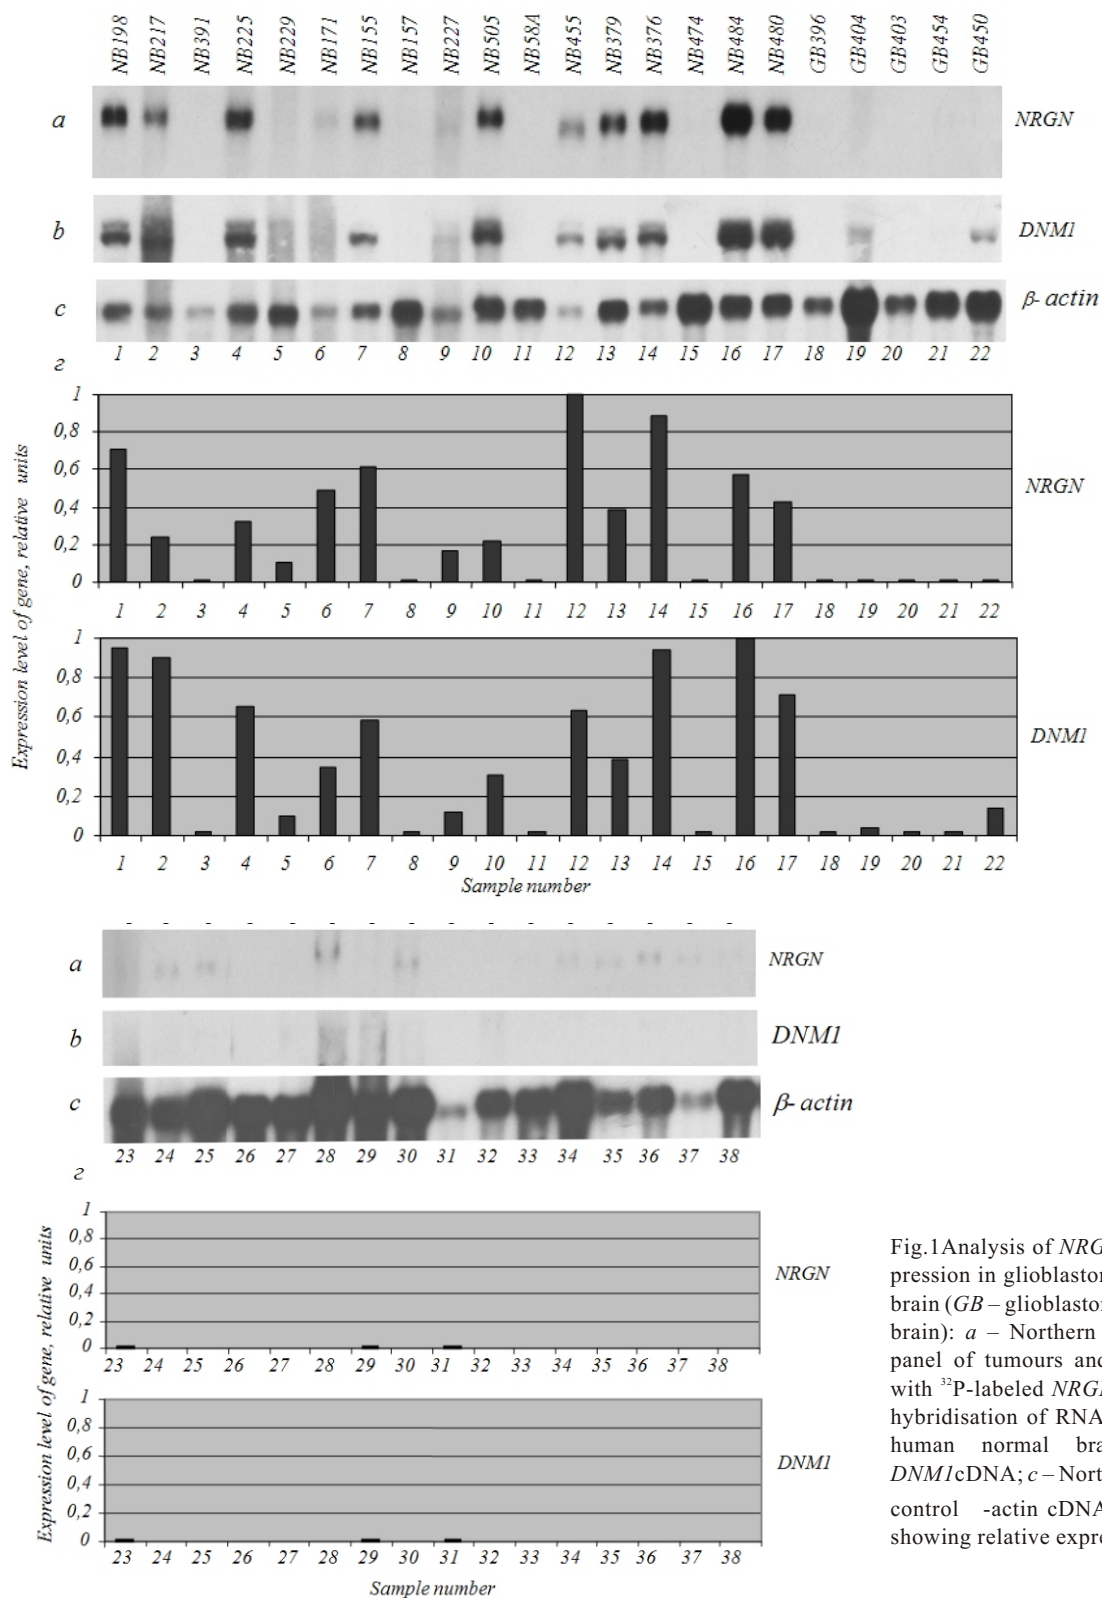 NB198 NB217 NB391 NB225 NB229 NB171 NB155 NB157 NB227 NB505 NB58A NB455 NB379 NB376 NB474 NB484 NB480 GB396 GB404 GB403 GB454 GB450
a NRGN
b DNM1
c β- actin
1 2 3 4 5 6 7 8 9 10 11 12 13 14 15 16 17 18 19 20 21 22
г
Expression level of gene, relative units
1
0,8
0,6
0,4
0,2
0
NRGN
1 2 3 4 5 6 7 8 9 10 11 12 13 14 15 16 17 18 19 20 21 22
1
0,8
0,6
0,4
0,2
0
DNM1
1 2 3 4 5 6 7 8 9 10 11 12 13 14 15 16 17 18 19 20 21 22
Sample number
a NRGN
b DNM1
c β- actin
23 24 25 26 27 28 29 30 31 32 33 34 35 36 37 38
г
Expression level of gene, relative units
1
0,8
0,6
0,4
0,2
0
NRGN
23 24 25 26 27 28 29 30 31 32 33 34 35 36 37 38
1
0,8
0,6
0,4
0,2
0
DNM1
23 24 25 26 27 28 29 30 31 32 33 34 35 36 37 38
Sample number
Fig.1Analysis of NRG
pression in glioblastor
brain (GB – glioblastor
brain): a – Northern
panel of tumours and
with ³²P-labeled NRG
hybridisation of RNA
human normal bra
DNM1cDNA; c – Nort
control -actin cDNA
showing relative expre